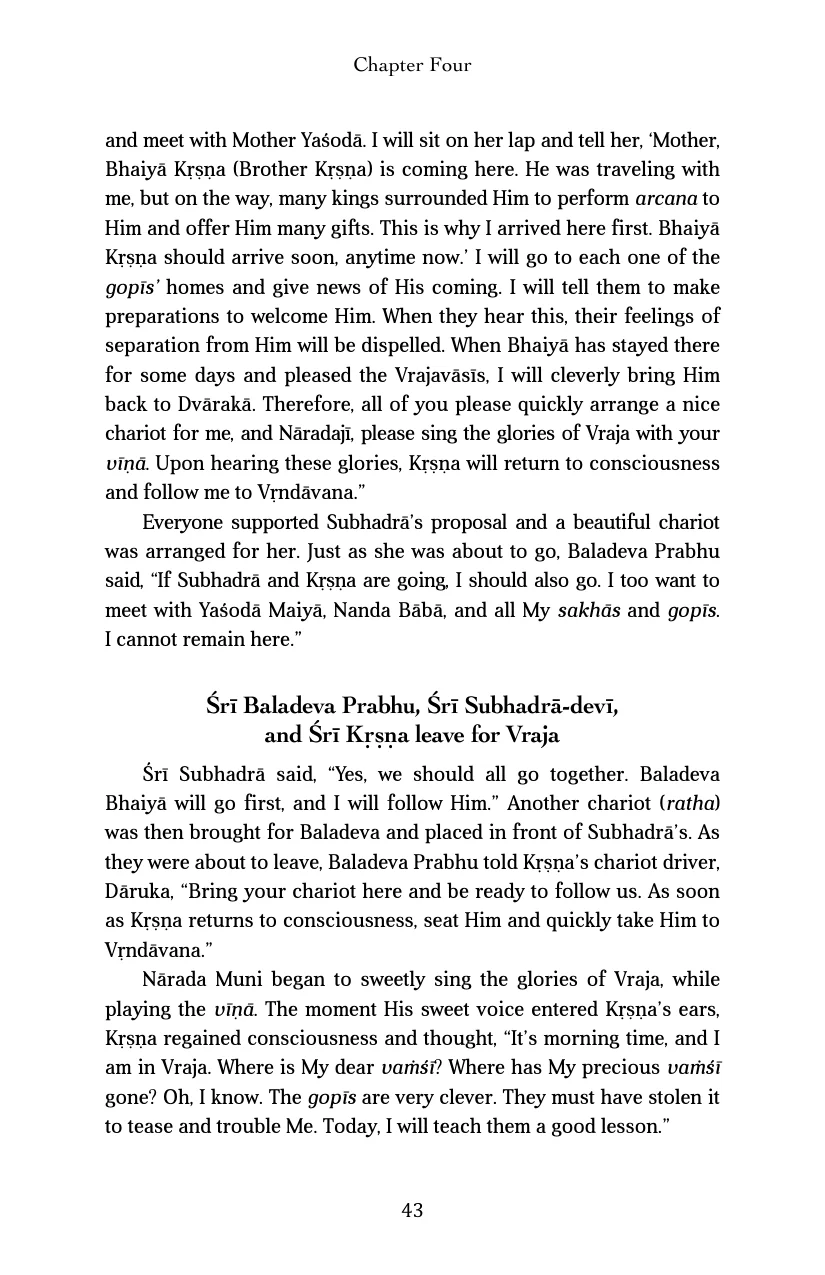 Chapter Four
and meet with Mother Yaśodā. I will sit on her lap and tell her, ‘Mother,
Bhaiyā Kṛṣṇa (Brother Kṛṣṇa) is coming here. He was traveling with
me, but on the way, many kings surrounded Him to perform arcana to
Him and offer Him many gifts. This is why I arrived here first. Bhaiyā
Kṛṣṇa should arrive soon, anytime now.’ I will go to each one of the
gopīs’ homes and give news of His coming. I will tell them to make
preparations to welcome Him. When they hear this, their feelings of
separation from Him will be dispelled. When Bhaiyā has stayed there
for some days and pleased the Vrajavāsīs, I will cleverly bring Him
back to Dvārakā. Therefore, all of you please quickly arrange a nice
chariot for me, and Nāradajī, please sing the glories of Vraja with your
vīṇā. Upon hearing these glories, Kṛṣṇa will return to consciousness
and follow me to Vṛndāvana.”
Everyone supported Subhadrā’s proposal and a beautiful chariot
was arranged for her. Just as she was about to go, Baladeva Prabhu
said, “If Subhadrā and Kṛṣṇa are going, I should also go. I too want to
meet with Yaśodā Maiyā, Nanda Bābā, and all My sakhās and gopīs.
I cannot remain here.”
Śrī Baladeva Prabhu, Śrī Subhadrā-devī,
and Śrī Kṛṣṇa leave for Vraja
Śrī Subhadrā said, “Yes, we should all go together. Baladeva
Bhaiyā will go first, and I will follow Him.” Another chariot (ratha)
was then brought for Baladeva and placed in front of Subhadrā’s. As
they were about to leave, Baladeva Prabhu told Kṛṣṇa’s chariot driver,
Dāruka, “Bring your chariot here and be ready to follow us. As soon
as Kṛṣṇa returns to consciousness, seat Him and quickly take Him to
Vṛndāvana.”
Nārada Muni began to sweetly sing the glories of Vraja, while
playing the vīṇā. The moment His sweet voice entered Kṛṣṇa’s ears,
Kṛṣṇa regained consciousness and thought, “It’s morning time, and I
am in Vraja. Where is My dear vaṁśī? Where has My precious vaṁśī
gone? Oh, I know. The gopīs are very clever. They must have stolen it
to tease and trouble Me. Today, I will teach them a good lesson.”
43